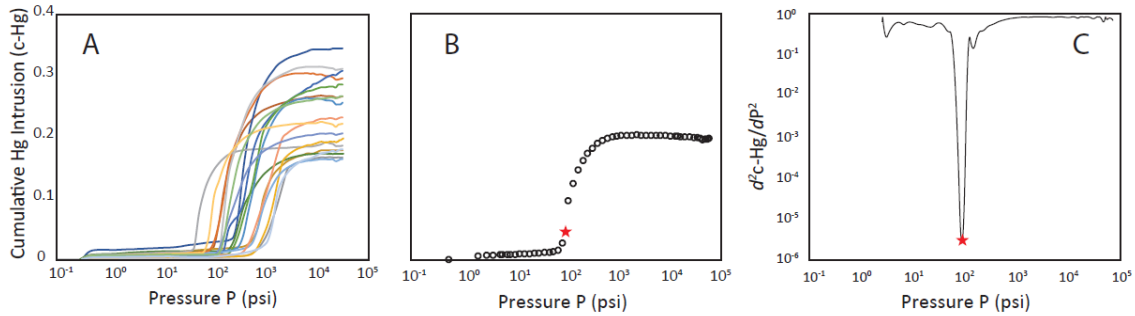 A
Cumulative Hg Intrusion (c-Hg)
0.4
0.3
0.2
0.1
0
10⁻¹ 10⁰ 10¹ 10² 10³ 10⁴ 10⁵
Pressure P (psi)
B
10⁻¹ 10⁰ 10¹ 10² 10³ 10⁴ 10⁵
Pressure P (psi)
C
d²c-Hg/dP²
10⁰
10⁻¹
10⁻²
10⁻³
10⁻⁴
10⁻⁵
10⁻⁶
10⁻¹ 10⁰ 10¹ 10² 10³ 10⁴ 10⁵
Pressure P (psi)